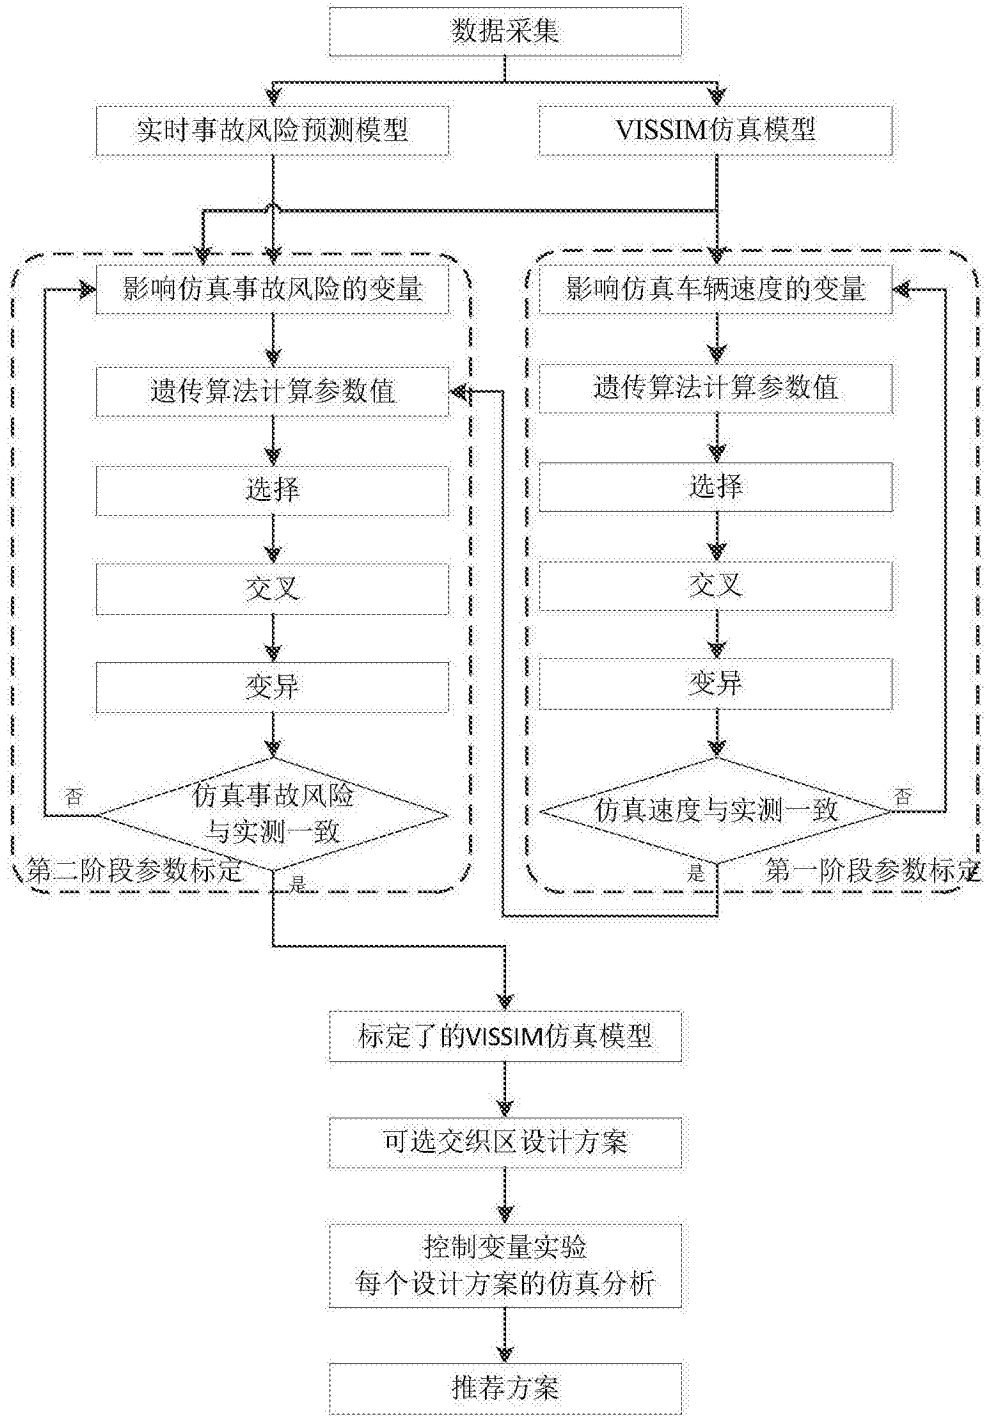 数据采集
实时事故风险预测模型
VISSIM仿真模型
影响仿真事故风险的变量
影响仿真车辆速度的变量
遗传算法计算参数值
遗传算法计算参数值
选择
选择
交叉
交叉
变异
变异
否
仿真事故风险
与实测一致
仿真速度与实测一致
否
第二阶段参数标定
是
是
第一阶段参数标定
标定了的VISSIM仿真模型
可选交织区设计方案
控制变量实验
每个设计方案的仿真分析
推荐方案